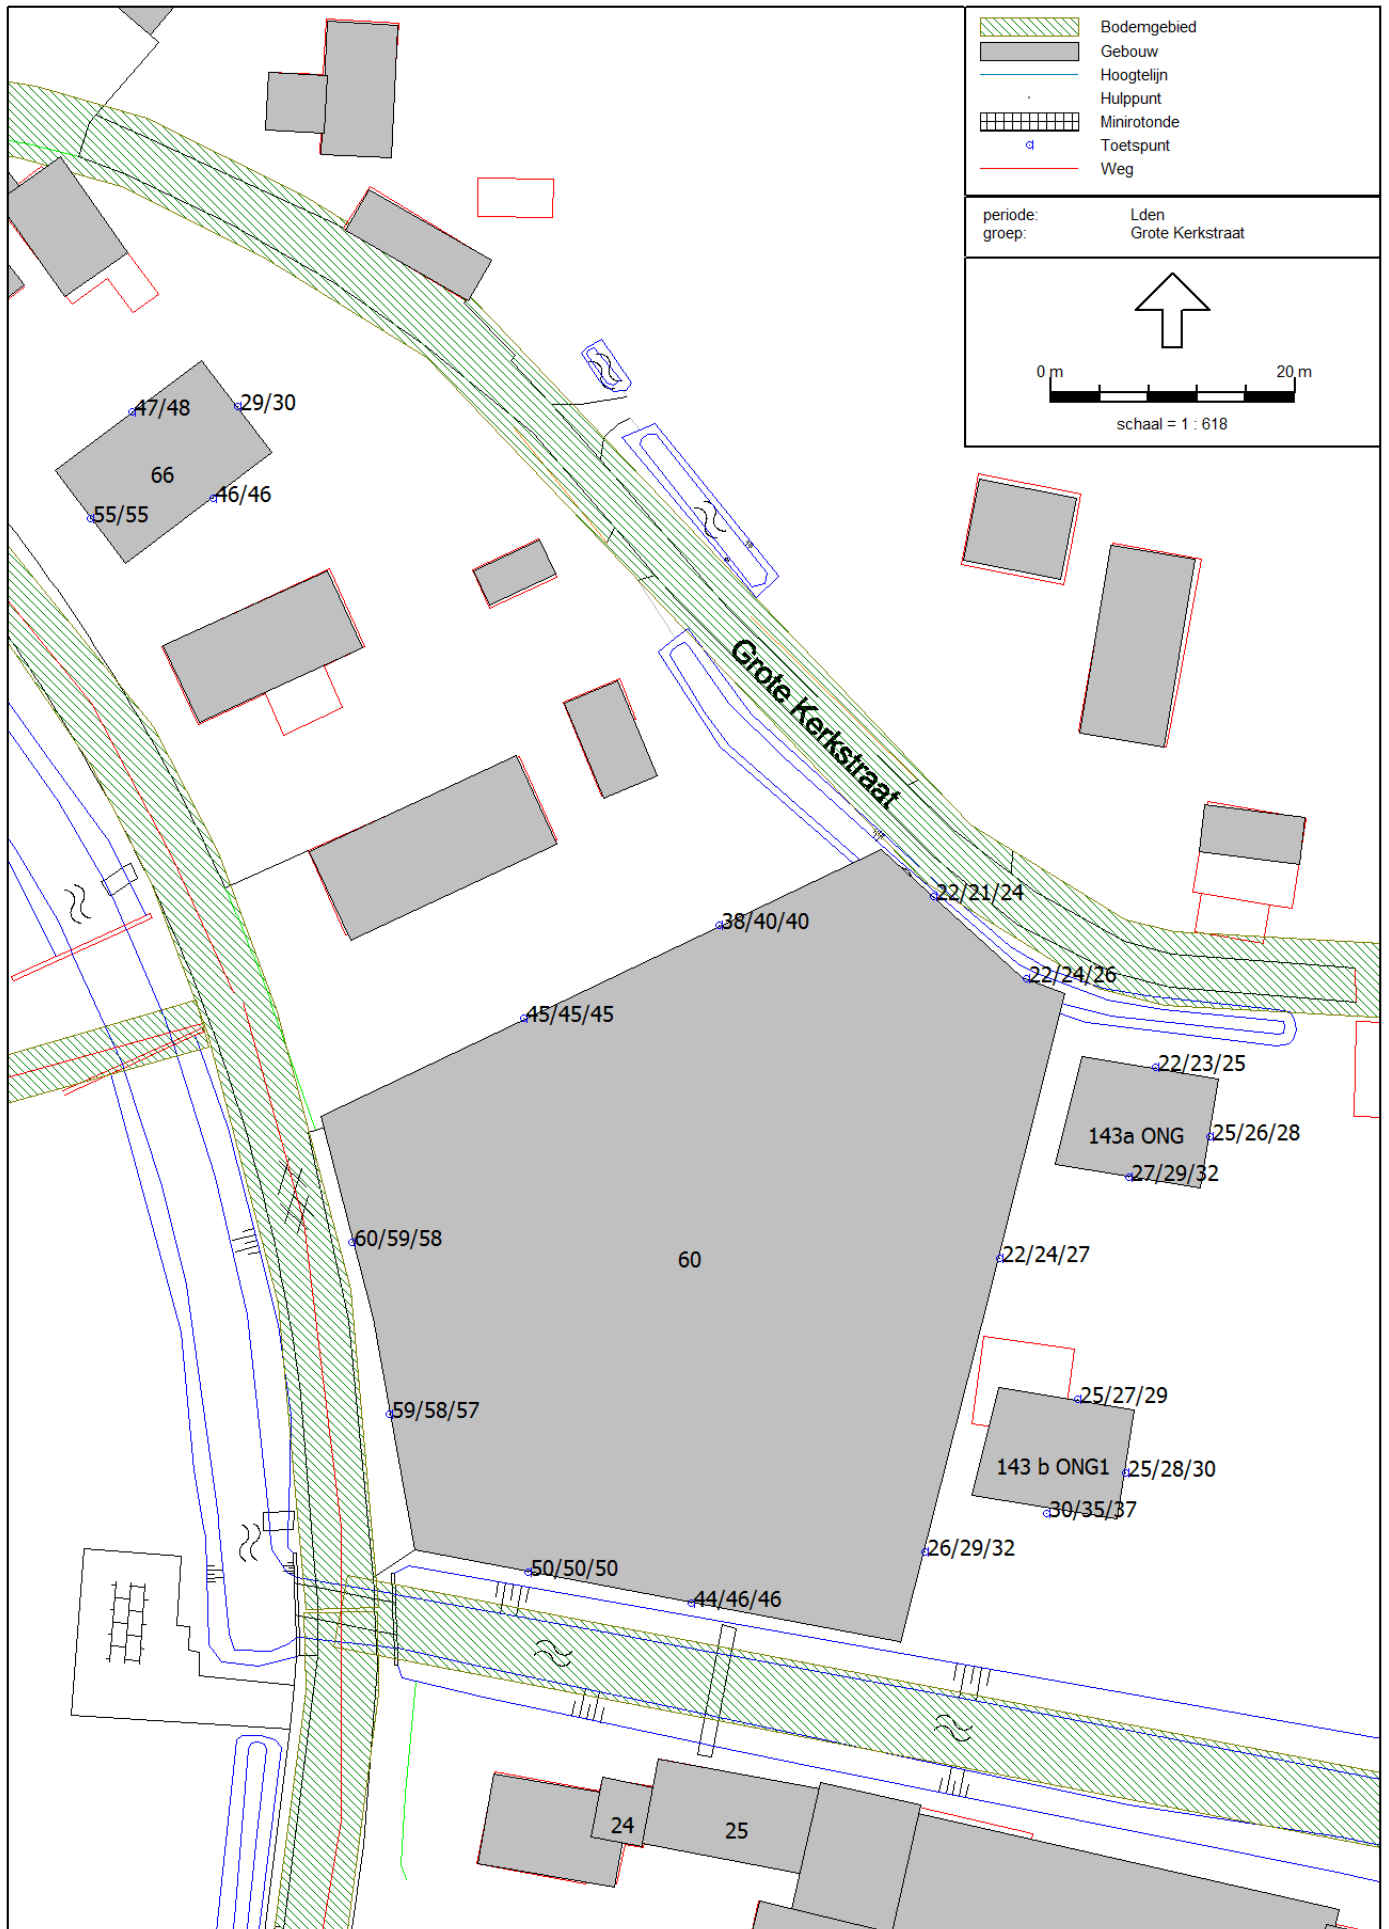 Bodemgebied
Gebouw
Hoogtelijn
Hulppunt
Minirotonde
Toetspunt
Weg
periode: Lden
groep: Grote Kerkstraat
0 m 20 m
schaal = 1 : 618
47/48
29/30
66
46/46
55/55
Grote Kerkstraat
22/21/24
38/40/40
22/24/26
45/45/45
22/23/25
143a ONG
25/26/28
27/29/32
60/59/58
60
22/24/27
25/27/29
59/58/57
143 b ONG1
25/28/30
30/35/37
26/29/32
50/50/50
44/46/46
24
25